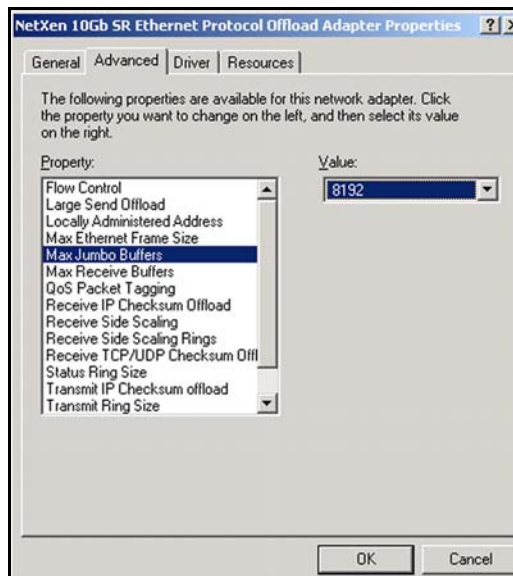 NetXen 10Gb SR Ethernet Protocol Offload Adapter Properties
General Advanced Driver Resources
The following properties are available for this network adapter. Click
the property you want to change on the left, and then select its value
on the right.
Property:
Flow Control
Large Send Offload
Locally Administered Address
Max Ethernet Frame Size
Max Jumbo Buffers
Max Receive Buffers
QoS Packet Tagging
Receive IP Checksum Offload
Receive Side Scaling
Receive Side Scaling Rings
Receive TCP/UDP Checksum Offl
Status Ring Size
Transmit IP Checksum offload
Transmit Ring Size
Value:
8192
OK Cancel